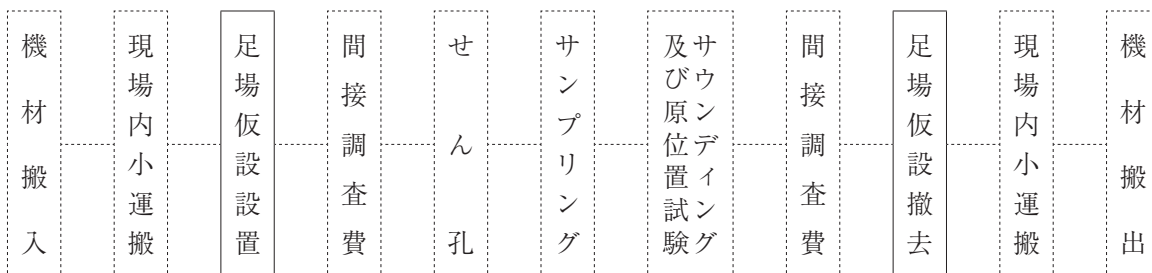 機材搬入
現場内小運搬
足場仮設設置
間接調査費
せん孔
サンプリング
サウンディング
及び原位置試験
間接調査費
足場仮設撤去
現場内小運搬
機材搬出